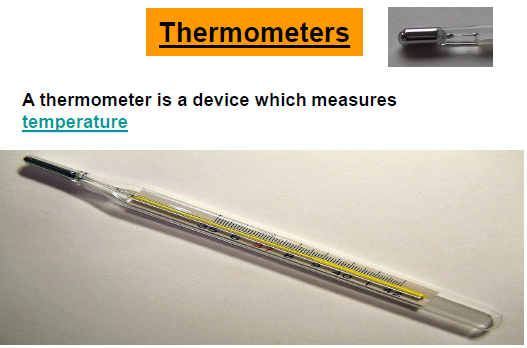 Thermometers
A thermometer is a device which measures
temperature